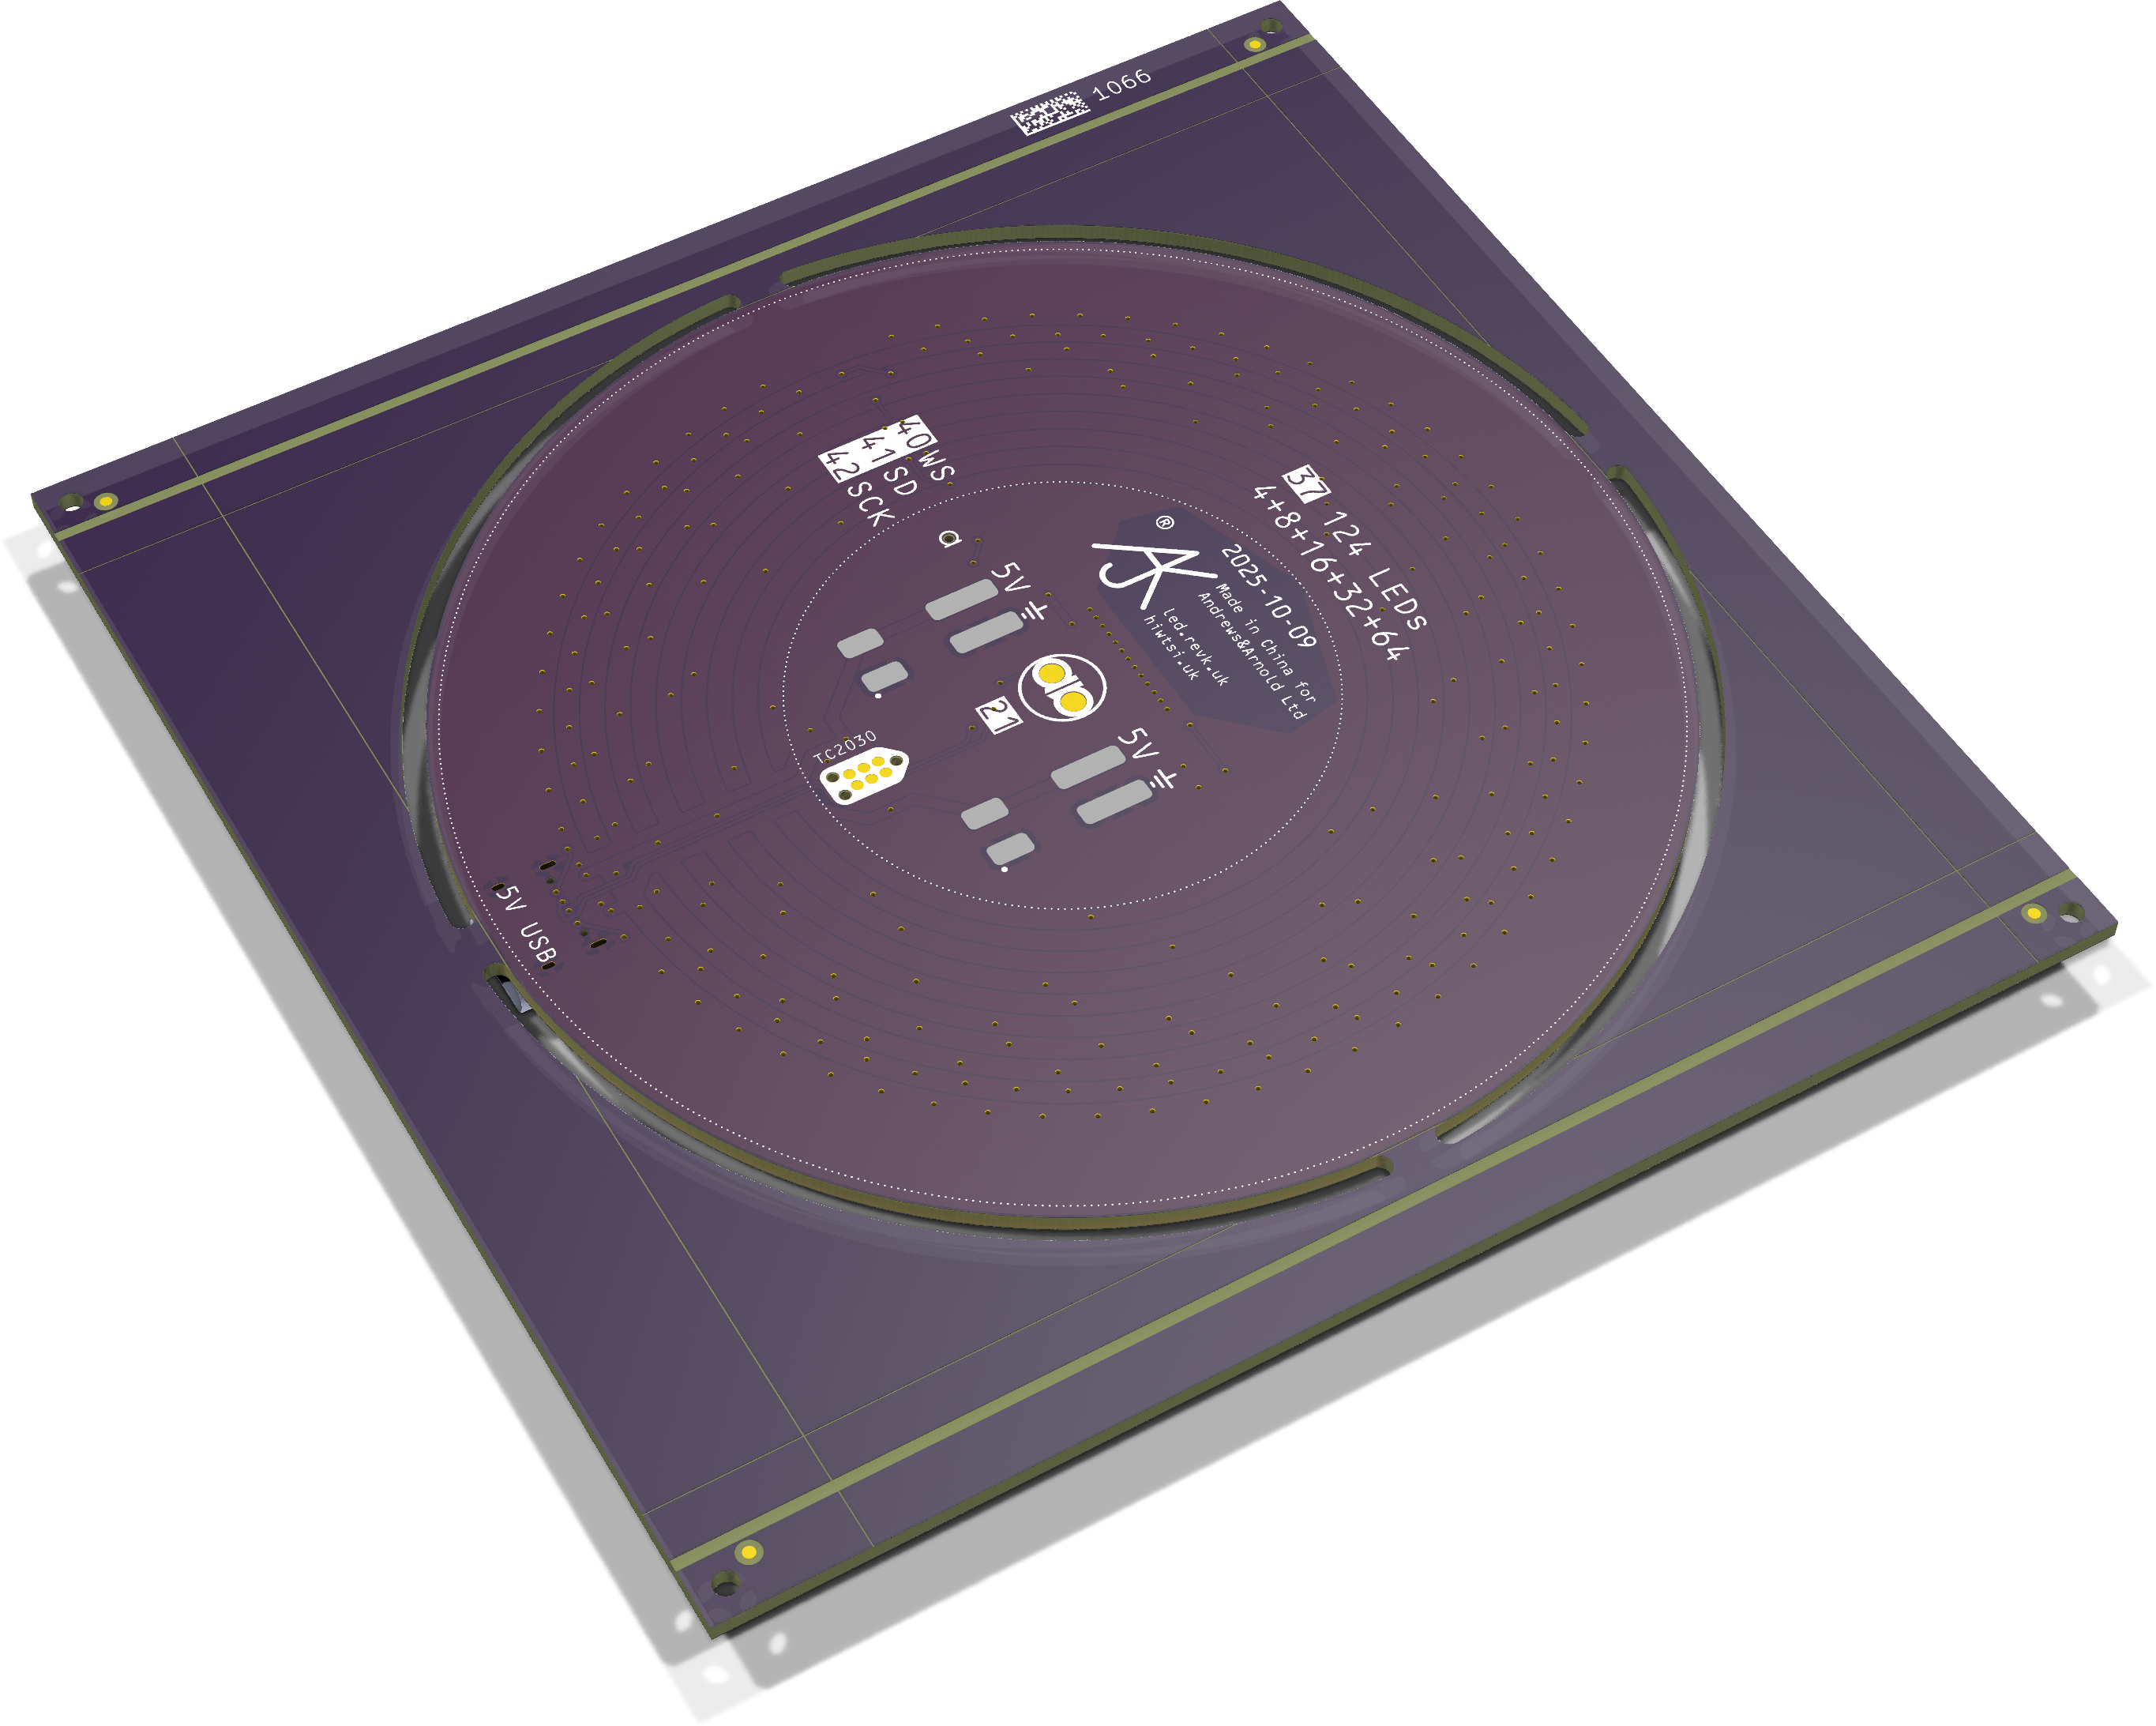 1066
40 WS
41 SD
42 SCK
37 124 LEDs
4+8+16+32+64
a
®
AJK
2025-10-09
Made in China for
Andrews&Arnold Ltd
led.revk.uk
hiwtsi.uk
5V
21
TC2030
5V
5V USB